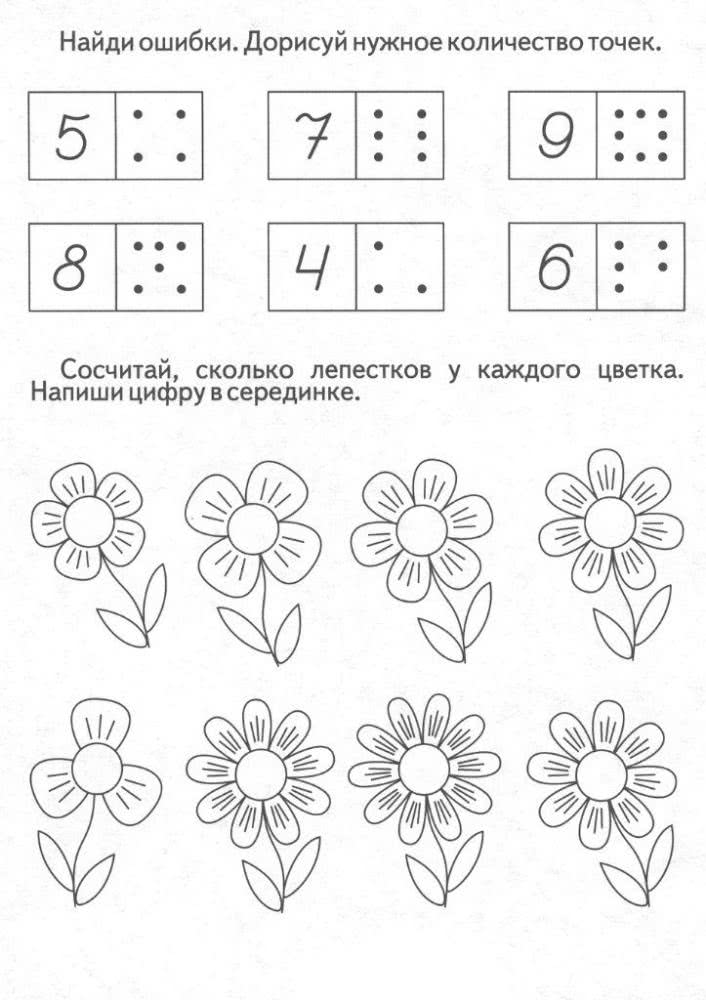 Найди ошибки. Дорисуй нужное количество точек.
5 7 9
8 4 6
Сосчитай, сколько лепестков у каждого цветка.
Напиши цифру в серединке.